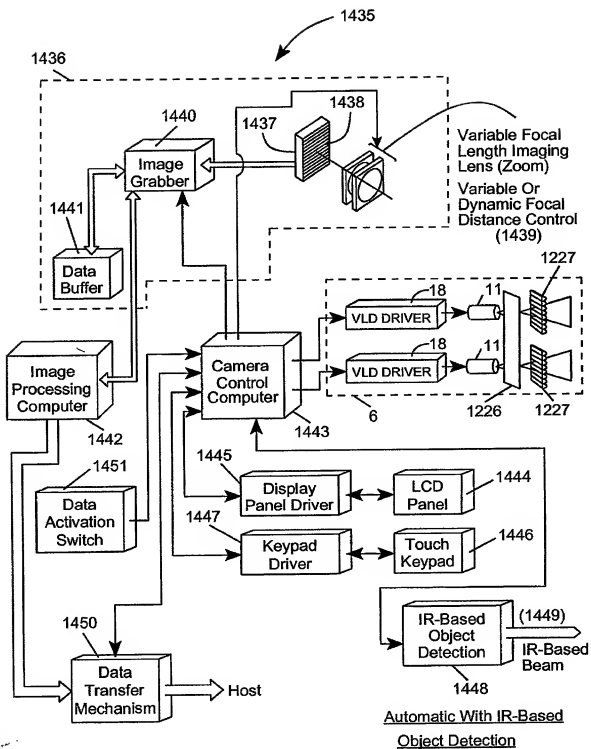 1435
1436
1440
1437
1438
Image
Grabber
Variable Focal
Length Imaging
Lens (Zoom)
Variable Or
Dynamic Focal
Distance Control
(1439)
1441
Data
Buffer
1227
18
11
VLD DRIVER
18
11
VLD DRIVER
6
1226
1227
Image
Processing
Computer
1442
Camera
Control
Computer
1443
1451
Data
Activation
Switch
1445
Display
Panel Driver
LCD
Panel
1444
1447
Keypad
Driver
Touch
Keypad
1446
1450
Data
Transfer
Mechanism
Host
IR-Based
Object
Detection
1448
(1449)
IR-Based
Beam
Automatic With IR-Based
Object Detection